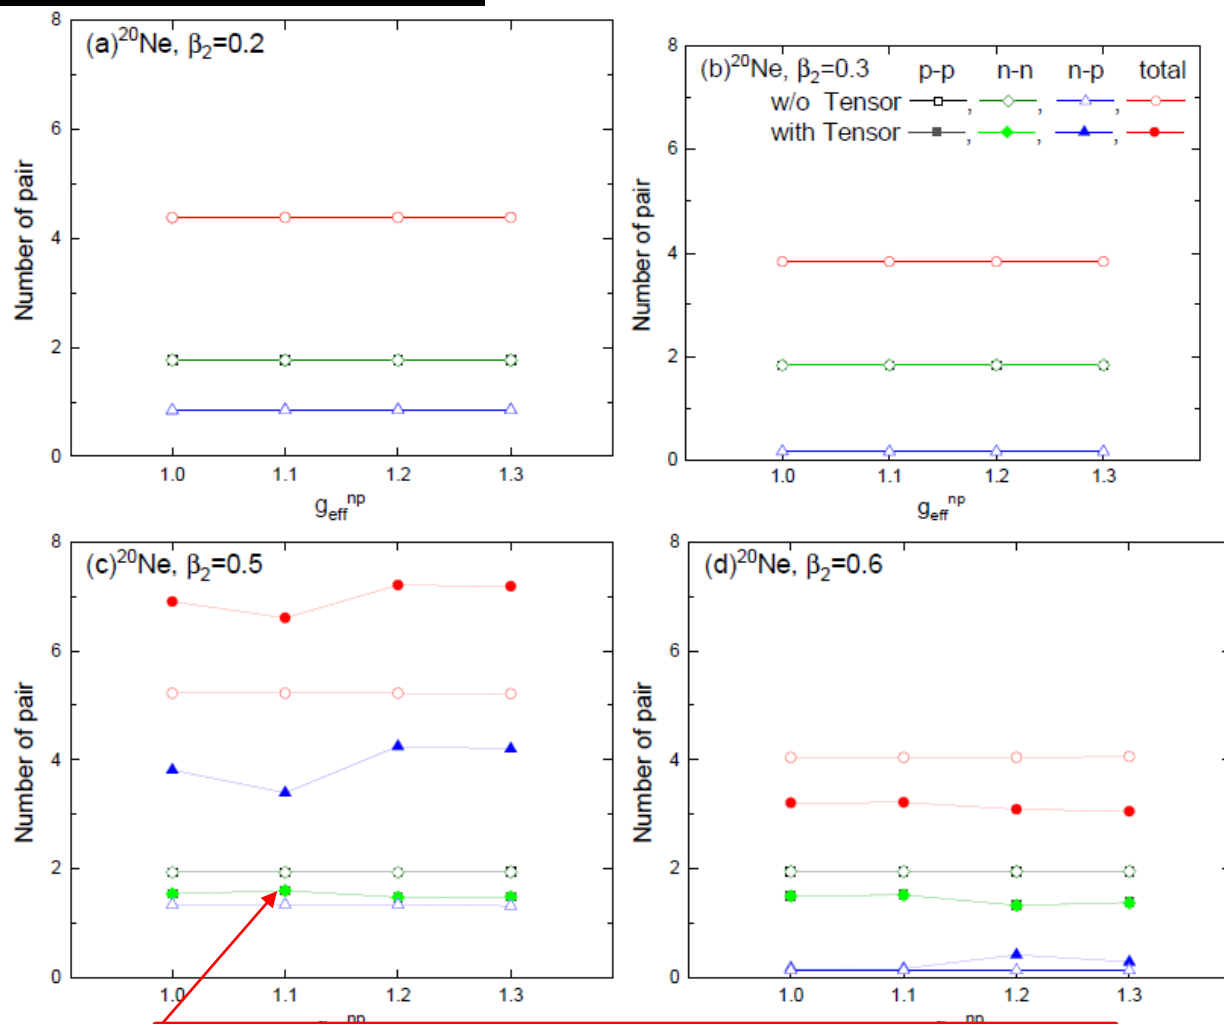 (a)²⁰Ne, β₂=0.2
8
6
4
2
0
Number of pair
1.0 1.1 1.2 1.3
g_eff^np
(b)²⁰Ne, β₂=0.3 p-p n-n n-p total
w/o Tensor , , ,
with Tensor , , ,
8
6
4
2
0
Number of pair
1.0 1.1 1.2 1.3
g_eff^np
(c)²⁰Ne, β₂=0.5
8
6
4
2
0
Number of pair
1.0 1.1 1.2 1.3
np
(d)²⁰Ne, β₂=0.6
8
6
4
2
0
Number of pair
1.0 1.1 1.2 1.3
np